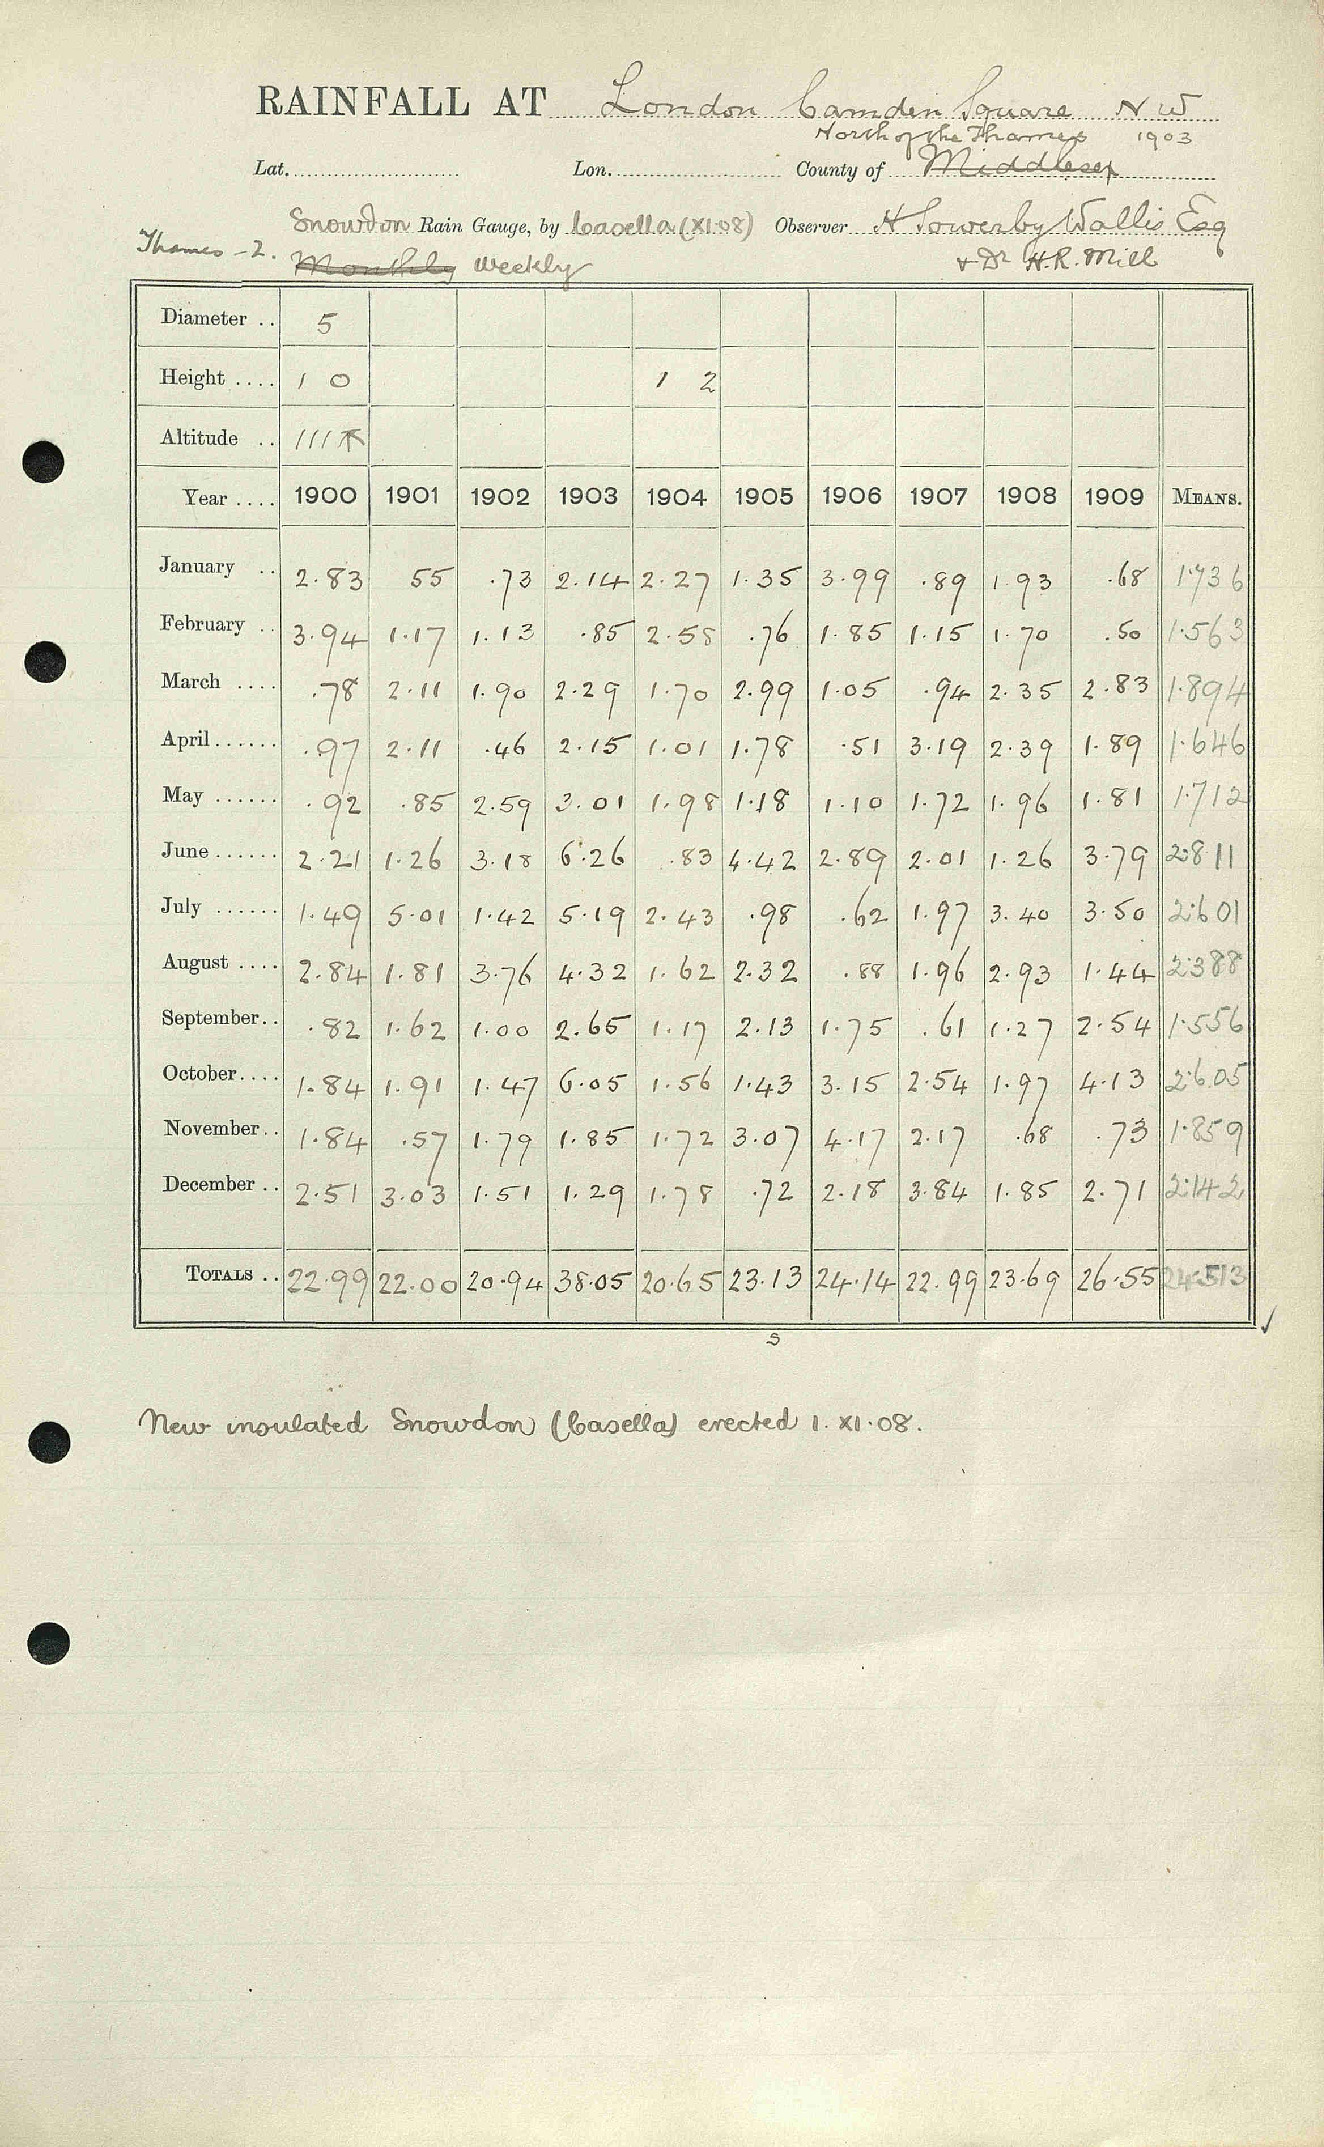 RAINFALL AT London Camden Square N W
North of the Thames 1903
Lat. Lon. County of Middlesex
Snowdon Rain Gauge, by Casella (XI.08) Observer H Sowerby Wallis Esq
Thames - 2. Monthly Weekly & Dr H.R. Mill
Diameter .. 5
Height .... 1 0 1 2
Altitude .. 111
Year .... 1900 1901 1902 1903 1904 1905 1906 1907 1908 1909 MEANS.
January .. 2.83 55 .73 2.14 2.27 1.35 3.99 .89 1.93 .68 1.736
February .. 3.94 1.17 1.13 .85 2.58 .76 1.85 1.15 1.70 .50 1.563
March .... .78 2.11 1.90 2.29 1.70 2.99 1.05 .94 2.35 2.83 1.894
April...... .97 2.11 .46 2.15 1.01 1.78 .51 3.19 2.39 1.89 1.646
May ...... .92 .85 2.59 3.01 1.98 1.18 1.10 1.72 1.96 1.81 1.712
June...... 2.21 1.26 3.18 6.26 .83 4.42 2.89 2.01 1.26 3.79 2.811
July ...... 1.49 5.01 1.42 5.19 2.43 .98 .62 1.97 3.40 3.50 2.601
August .... 2.84 1.81 3.76 4.32 1.62 2.32 .88 1.96 2.93 1.44 2.388
September.. .82 1.62 1.00 2.65 1.17 2.13 1.75 .61 1.27 2.54 1.556
October.... 1.84 1.91 1.47 6.05 1.56 1.43 3.15 2.54 1.97 4.13 2.605
November.. 1.84 .57 1.79 1.85 1.72 3.07 4.17 2.17 .68 .73 1.859
December .. 2.51 3.03 1.51 1.29 1.78 .72 2.18 3.84 1.85 2.71 2.142
TOTALS .. 22.99 22.00 20.94 38.05 20.65 23.13 24.14 22.99 23.69 26.55 24.513
s
New insulated Snowdon (Casella) erected 1.XI.08.